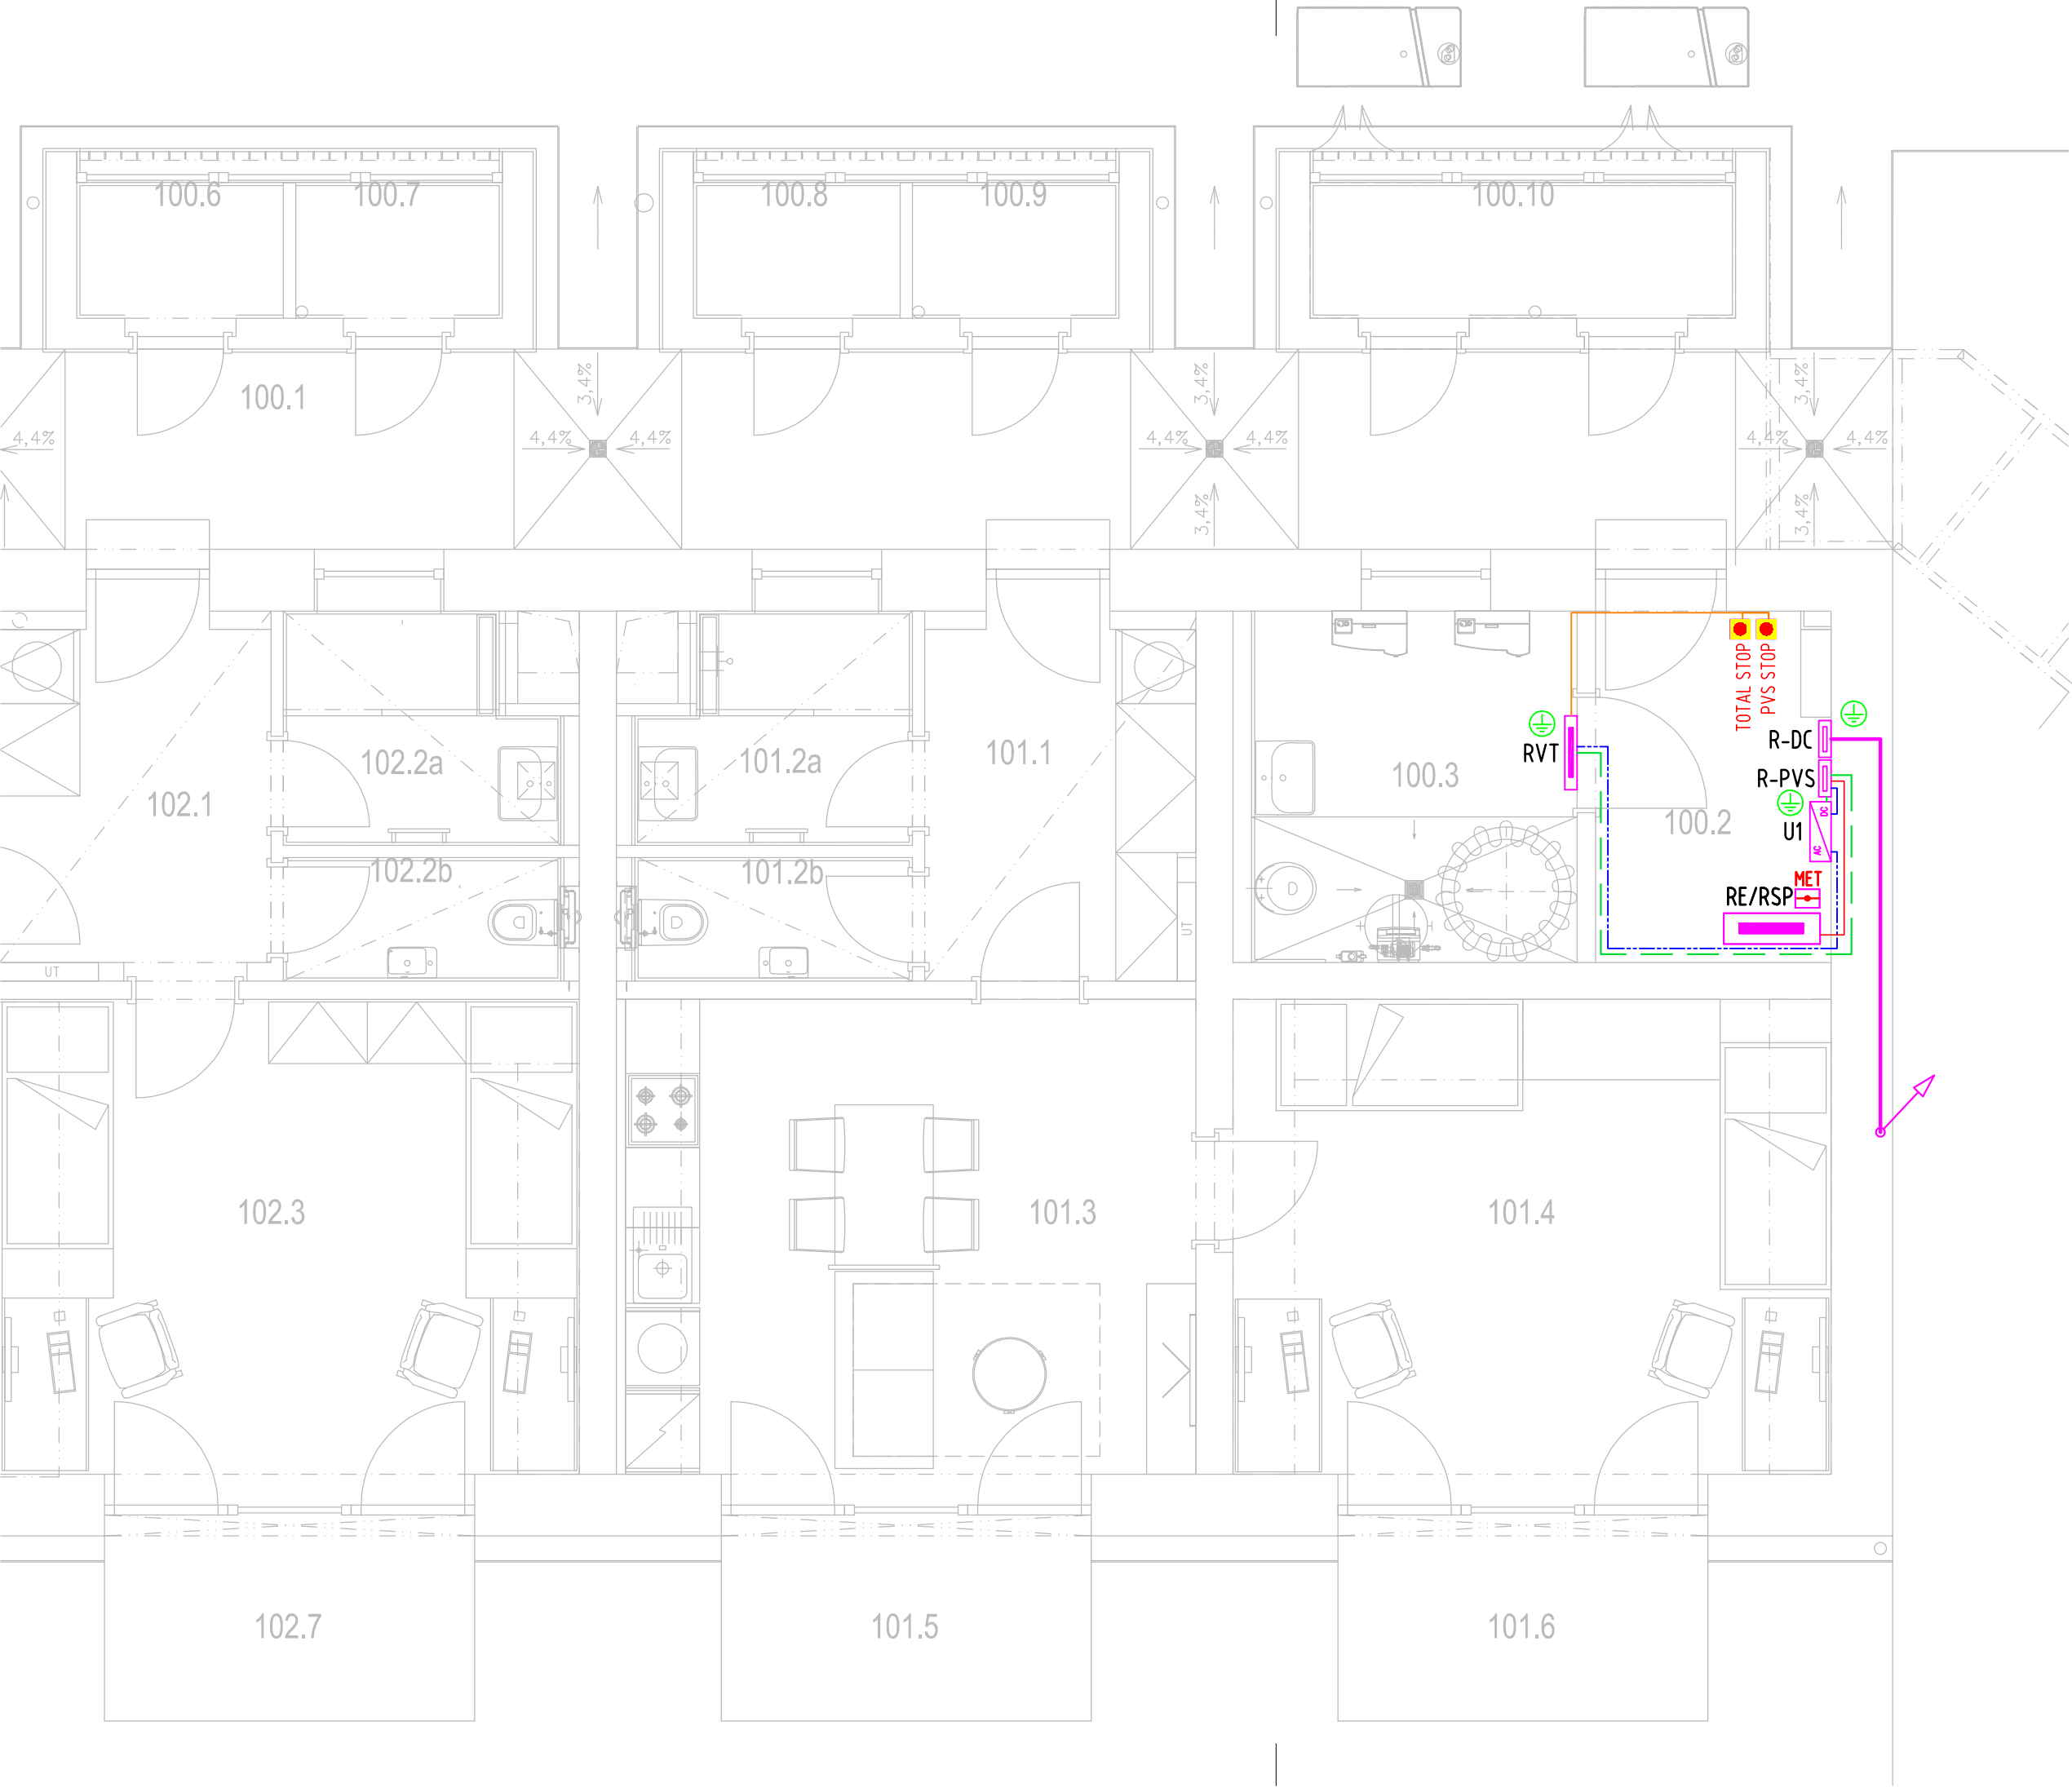 100.6
100.7
100.8
100.9
100.10
100.1
3,4%
3,4%
3,4%
4,4%
4,4%
4,4%
4,4%
4,4%
4,4%
4,4%
3,4%
3,4%
TOTAL STOP
PVS STOP
R-DC
RVT
102.2a
101.2a
101.1
100.3
R-PVS
DC
102.1
100.2
U1
AC
102.2b
101.2b
MET
RE/RSP
UT
UT
102.3
101.3
101.4
102.7
101.5
101.6